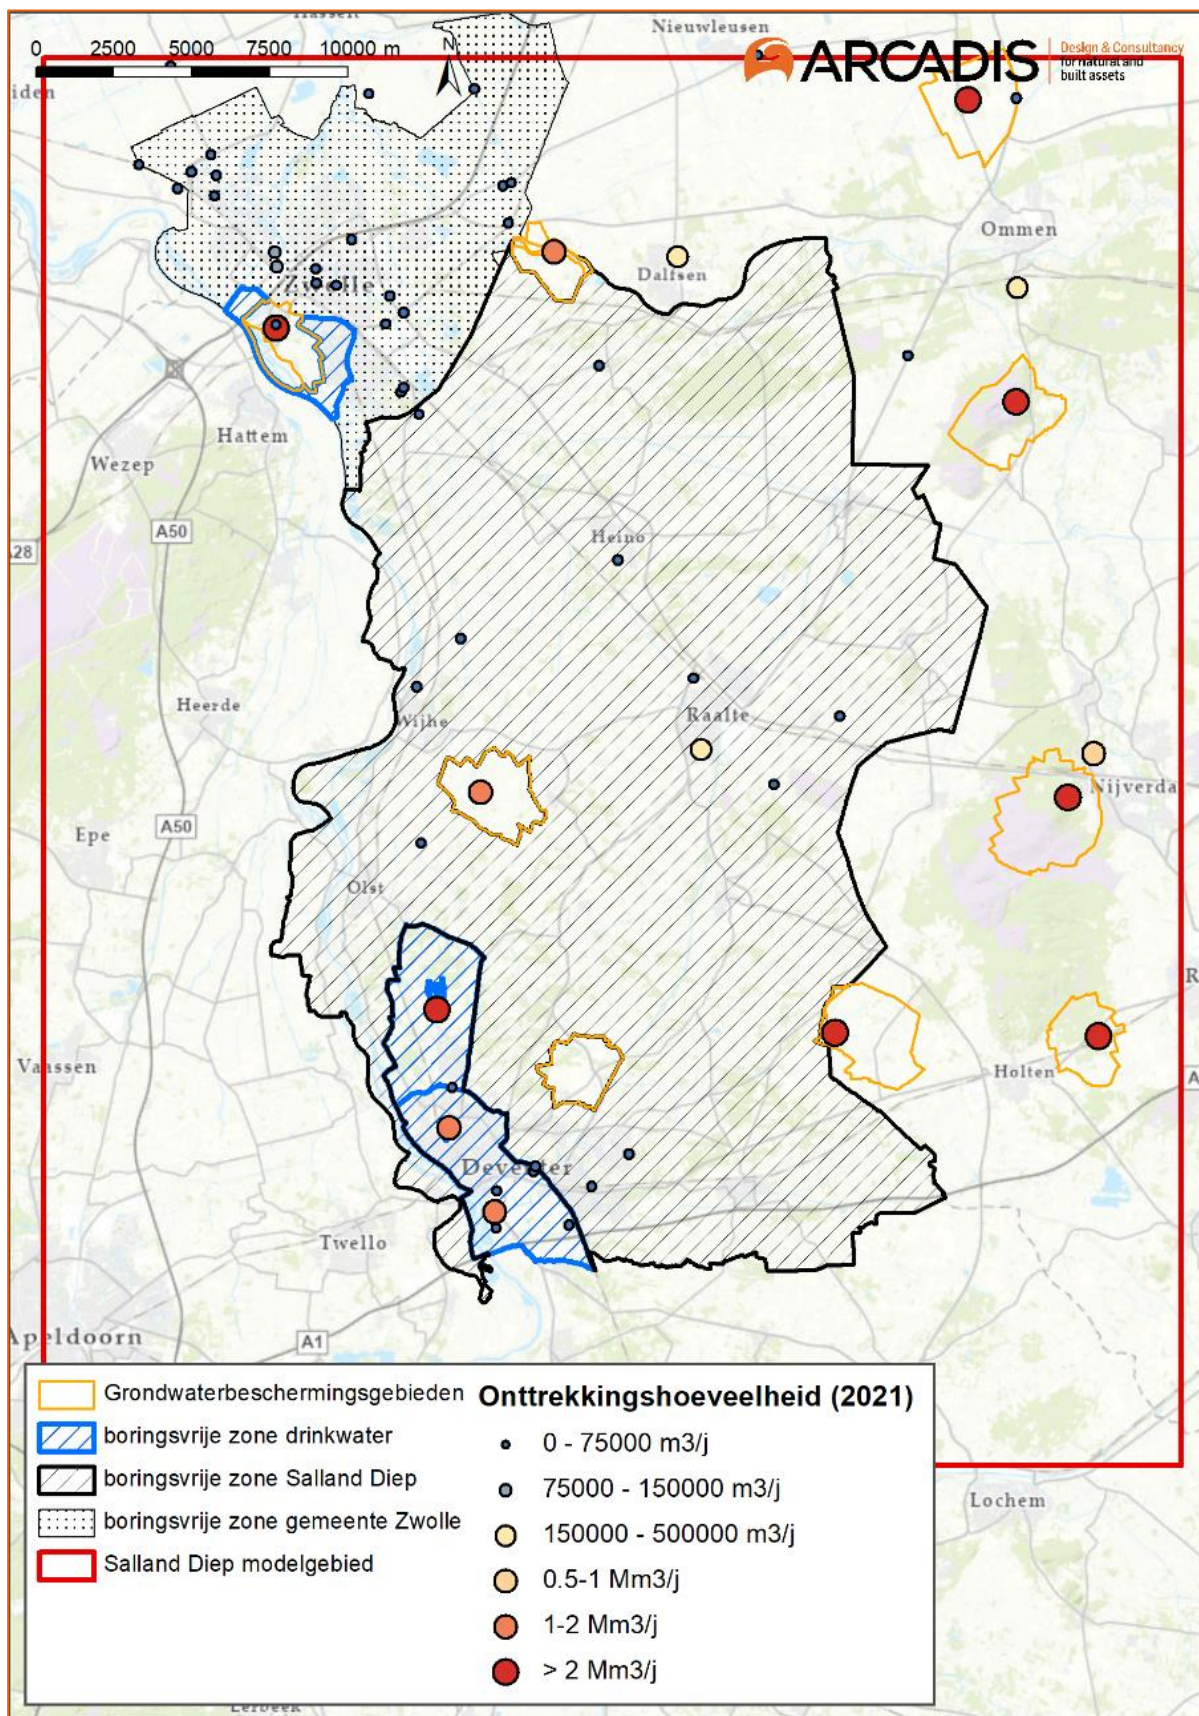 Hasselt
Nieuwleusen
0 2500 5000 7500 10000 m
N
ARCADIS
Design & Consultancy
for natural and
built assets
Ommen
Dalfsen
Zwolle
Hattem
Wezep
A50
A28
Heino
Heerde
Wijhe
Raalte
Nijverda
Epe
A50
Olst
Vaassen
Holten
R
A
Deventer
Twello
Apeldoorn
A1
Lochem
Grondwaterbeschermingsgebieden
boringsvrije zone drinkwater
boringsvrije zone Salland Diep
boringsvrije zone gemeente Zwolle
Salland Diep modelgebied
Onttrekkingshoeveelheid (2021)
0 - 75000 m3/j
75000 - 150000 m3/j
150000 - 500000 m3/j
0.5-1 Mm3/j
1-2 Mm3/j
> 2 Mm3/j